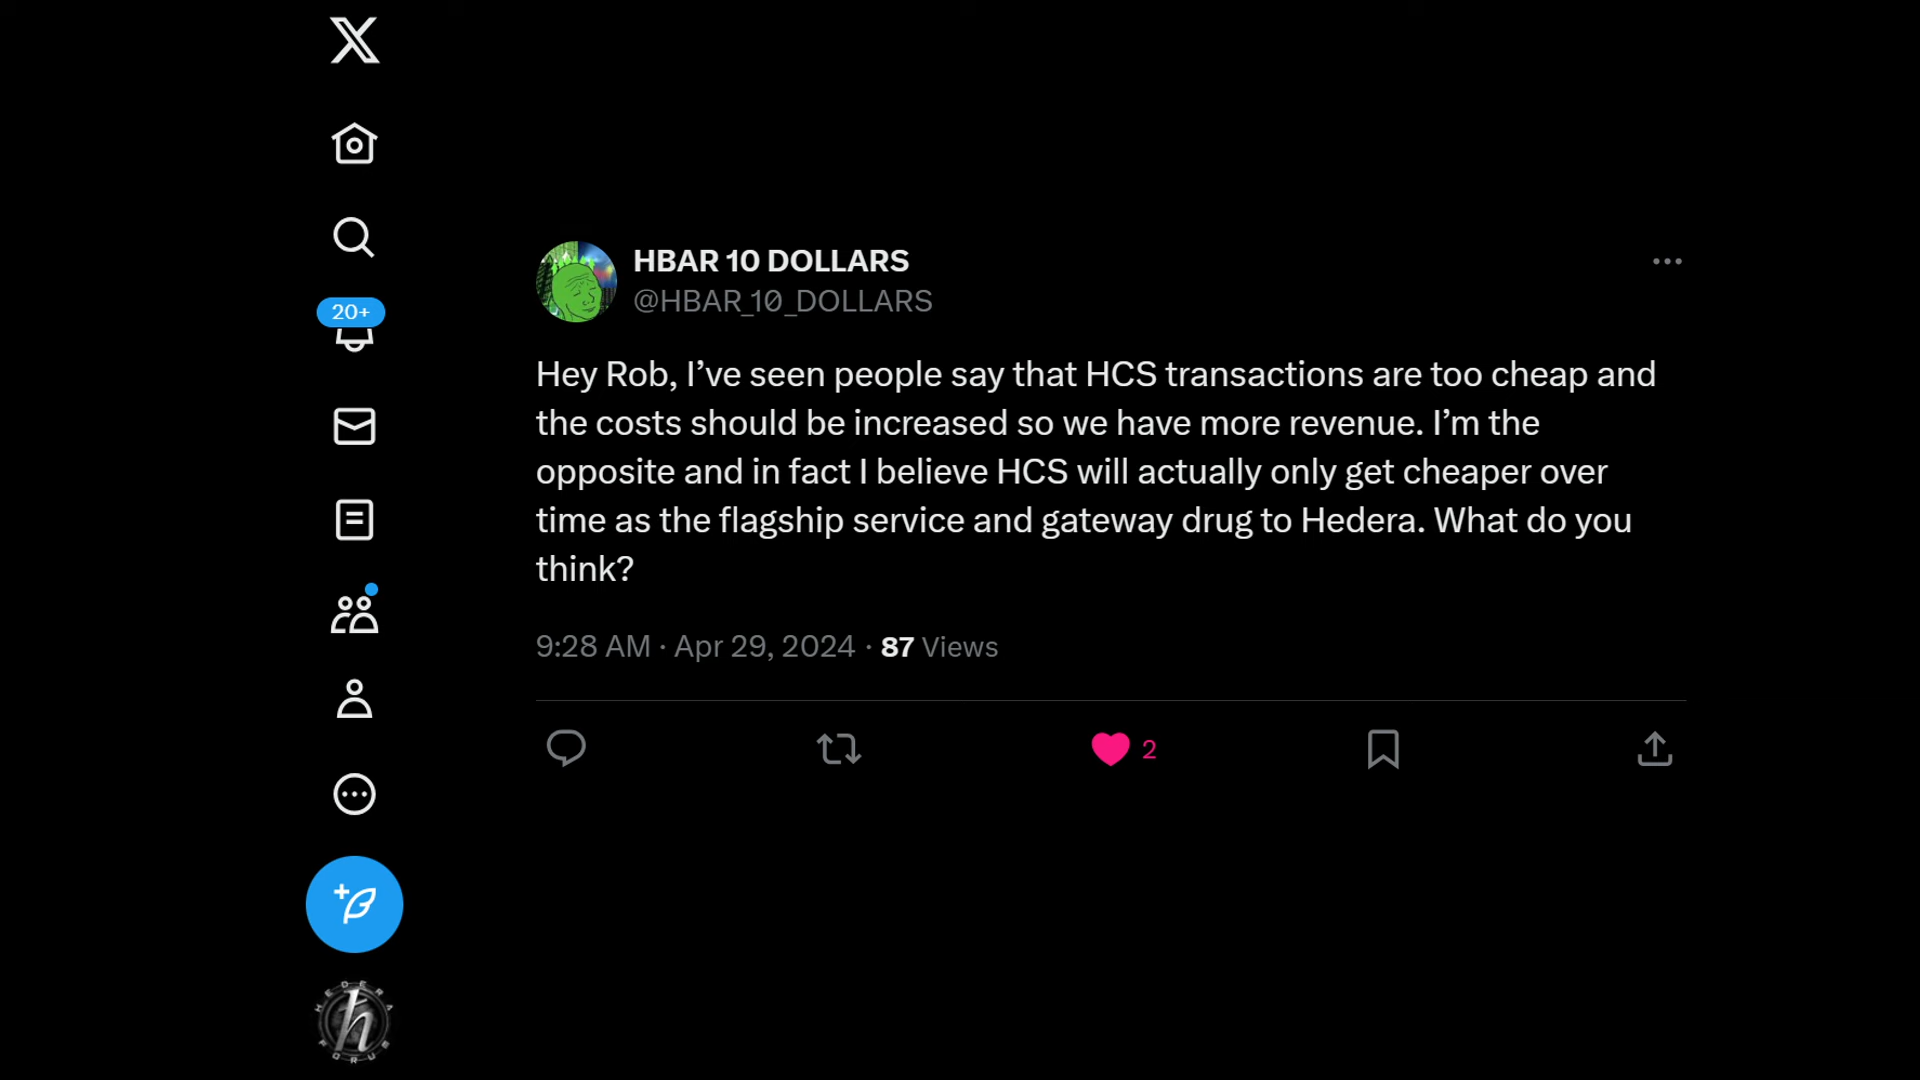 20+
HBAR 10 DOLLARS
@HBAR_10_DOLLARS
Hey Rob, I’ve seen people say that HCS transactions are too cheap and
the costs should be increased so we have more revenue. I’m the
opposite and in fact I believe HCS will actually only get cheaper over
time as the flagship service and gateway drug to Hedera. What do you
think?
9:28 AM · Apr 29, 2024 · 87 Views
2
HEDERA